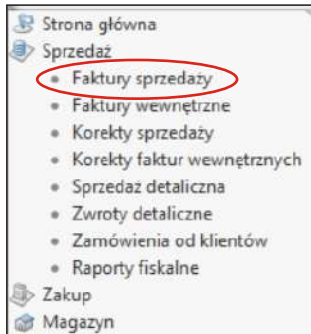 Strona główna
Sprzedaż
Faktury sprzedaży
Faktury wewnętrzne
Korekty sprzedaży
Korekty faktur wewnętrznych
Sprzedaż detaliczna
Zwroty detaliczne
Zamówienia od klientów
Raporty fiskalne
Zakup
Magazyn